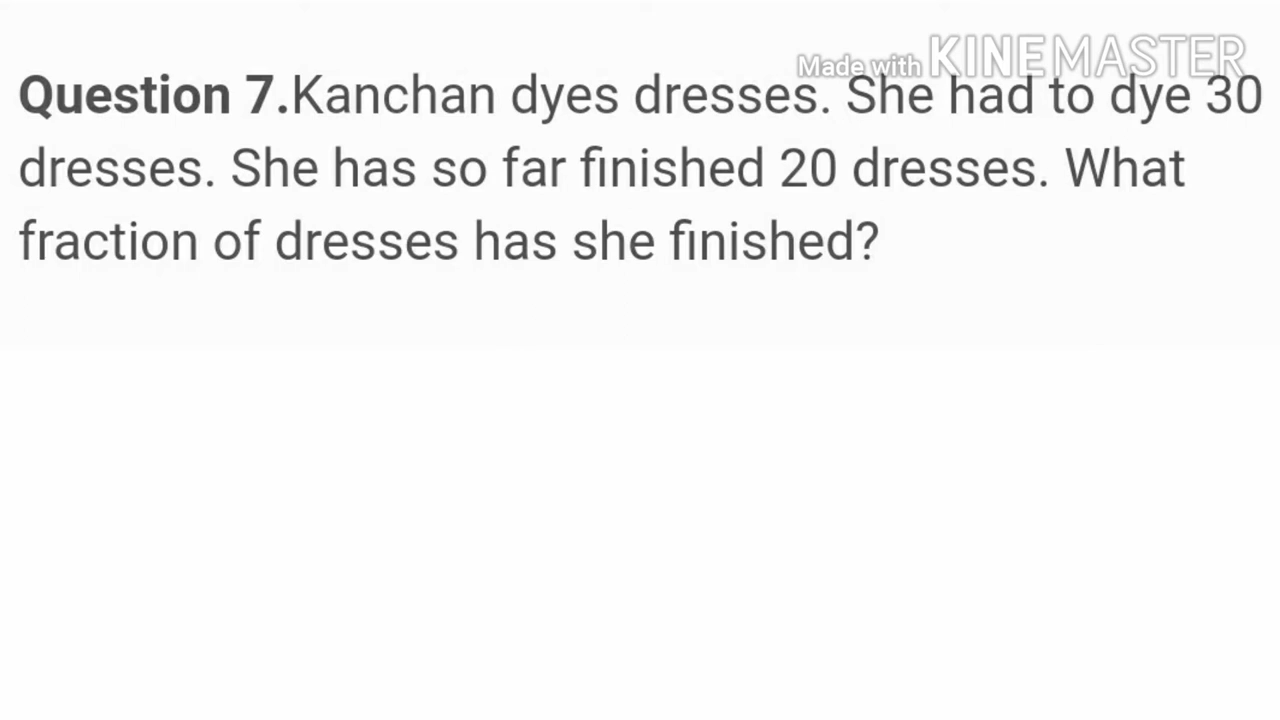 Made with KINEMASTER
Question 7.Kanchan dyes dresses. She had to dye 30
dresses. She has so far finished 20 dresses. What
fraction of dresses has she finished?